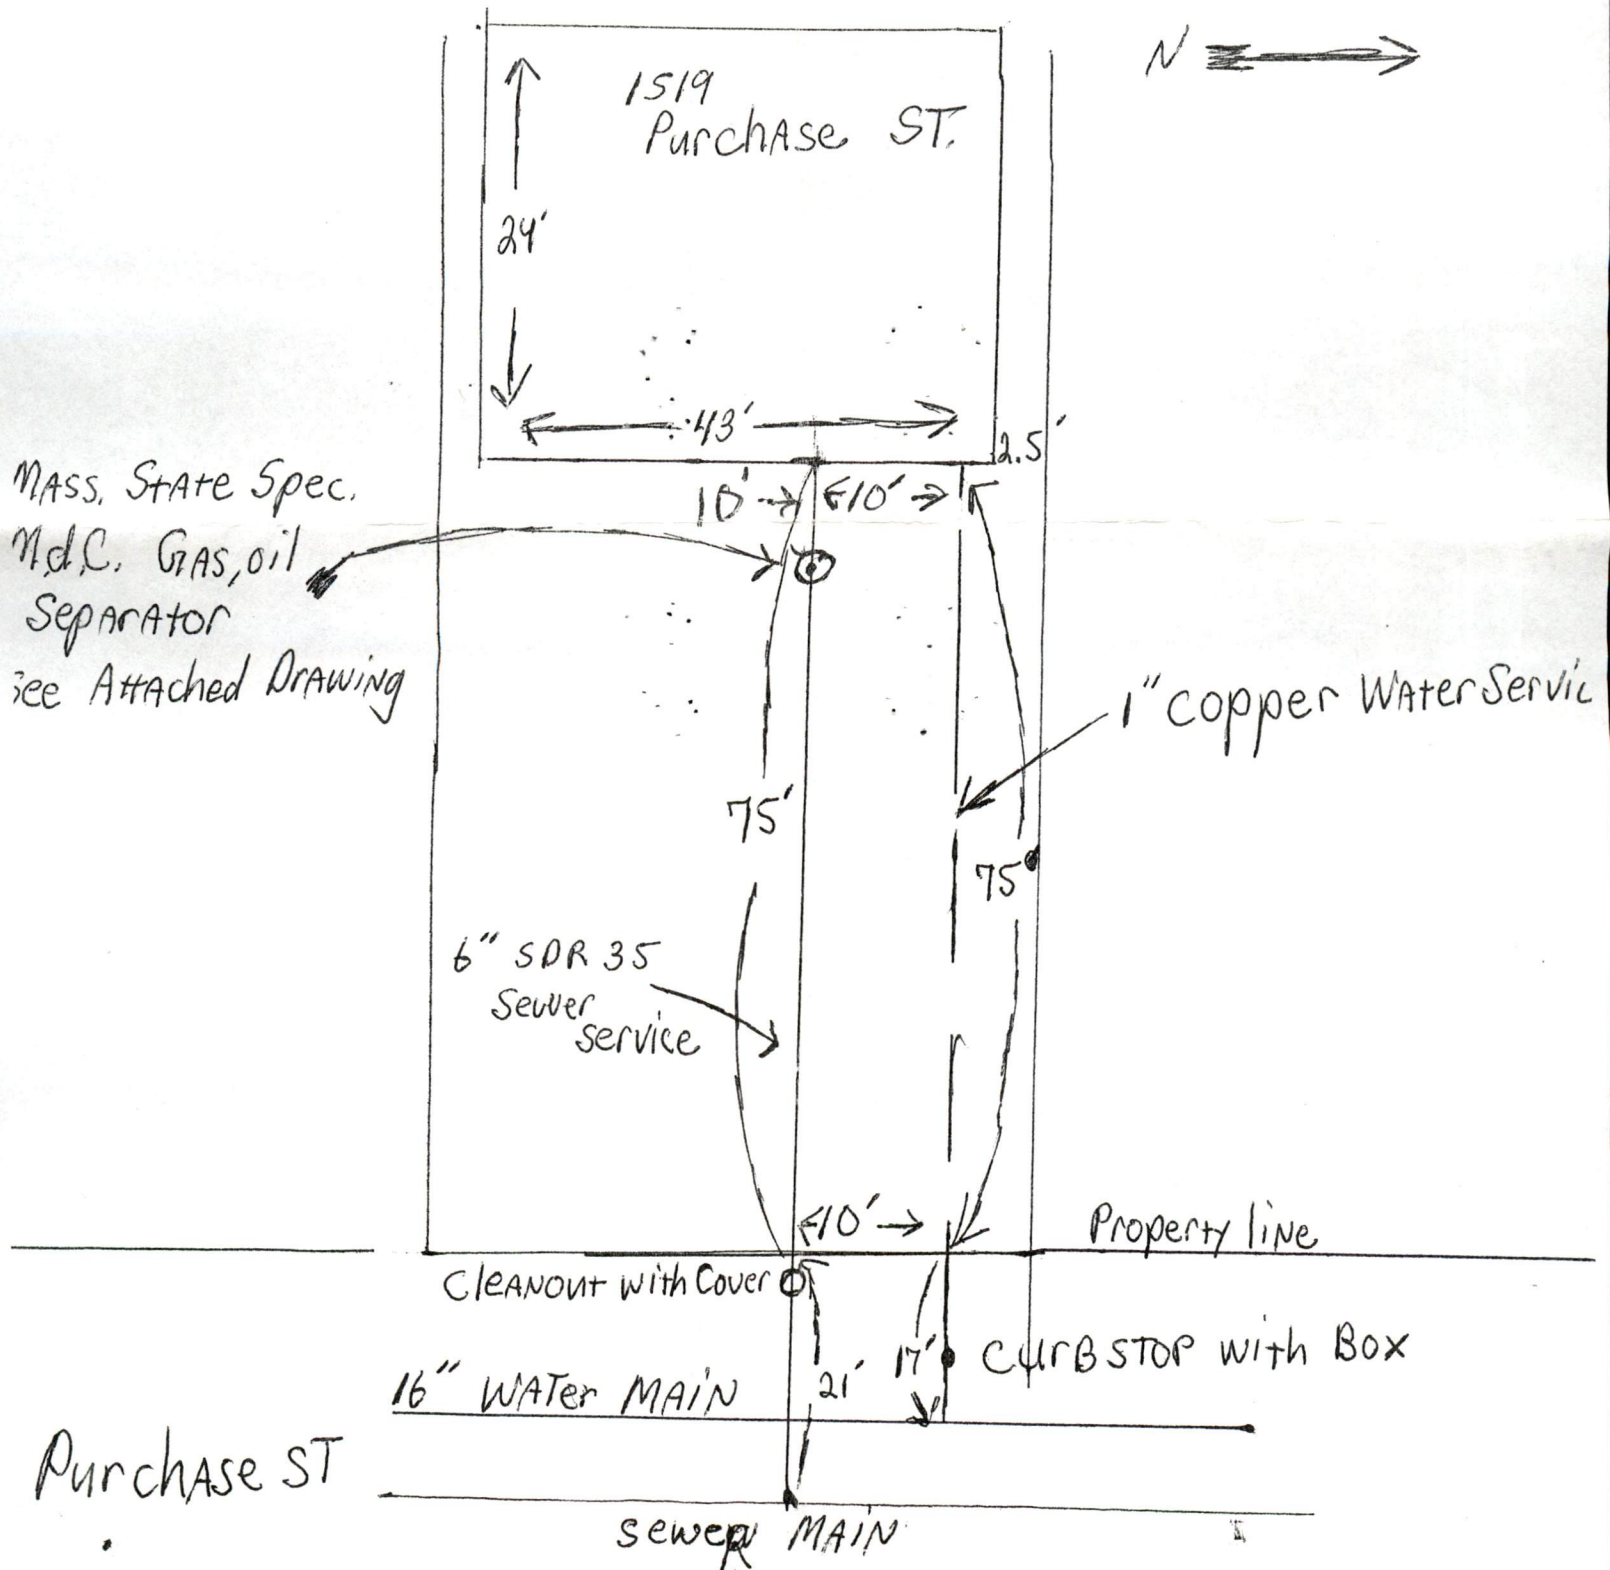 N
1519
Purchase ST.
24'
43'
2.5'
10'
10'
Mass. State Spec.
M.d.C. Gas, oil
Separator
See Attached Drawing
1" copper Water Servic
75'
75'
6" SDR 35
Sewer
Service
10'
Property line
Cleanout with Cover
17'
CURB STOP with Box
21'
16" Water Main
Purchase ST
Sewer Main